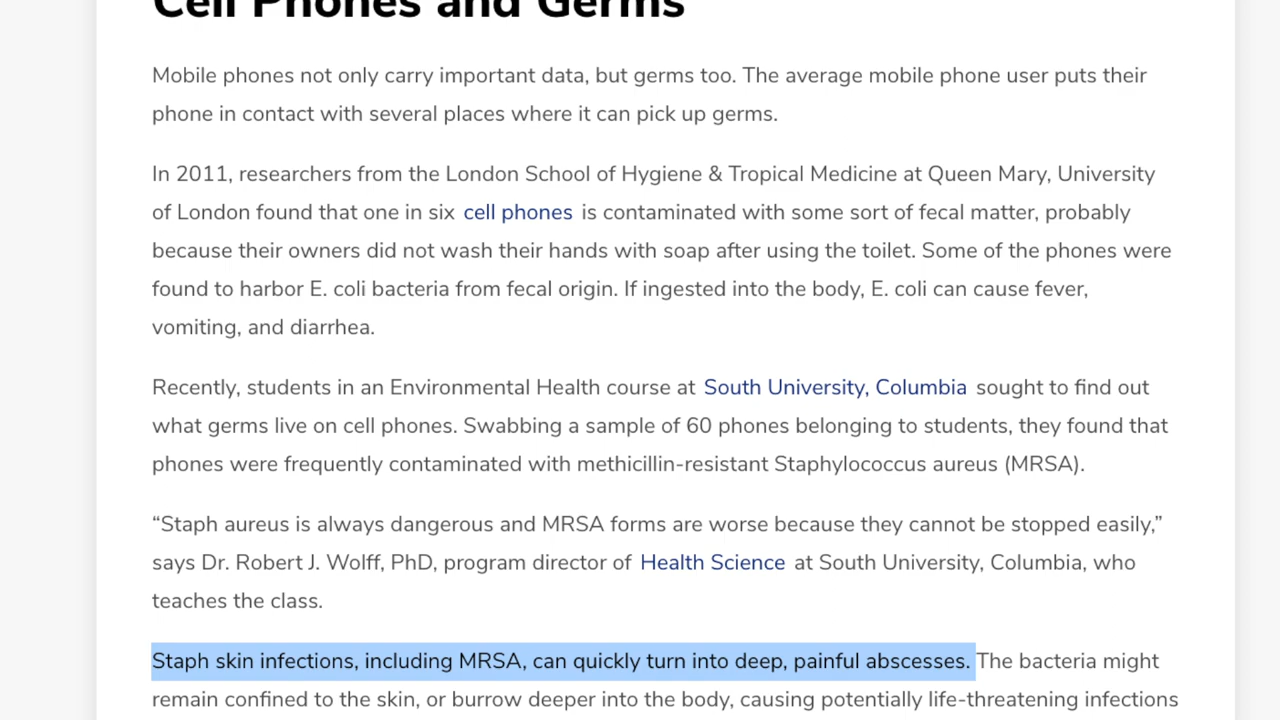 Cell Phones and Germs
Mobile phones not only carry important data, but germs too. The average mobile phone user puts their
phone in contact with several places where it can pick up germs.
In 2011, researchers from the London School of Hygiene & Tropical Medicine at Queen Mary, University
of London found that one in six cell phones is contaminated with some sort of fecal matter, probably
because their owners did not wash their hands with soap after using the toilet. Some of the phones were
found to harbor E. coli bacteria from fecal origin. If ingested into the body, E. coli can cause fever,
vomiting, and diarrhea.
Recently, students in an Environmental Health course at South University, Columbia sought to find out
what germs live on cell phones. Swabbing a sample of 60 phones belonging to students, they found that
phones were frequently contaminated with methicillin-resistant Staphylococcus aureus (MRSA).
“Staph aureus is always dangerous and MRSA forms are worse because they cannot be stopped easily,”
says Dr. Robert J. Wolff, PhD, program director of Health Science at South University, Columbia, who
teaches the class.
Staph skin infections, including MRSA, can quickly turn into deep, painful abscesses. The bacteria might
remain confined to the skin, or burrow deeper into the body, causing potentially life-threatening infections